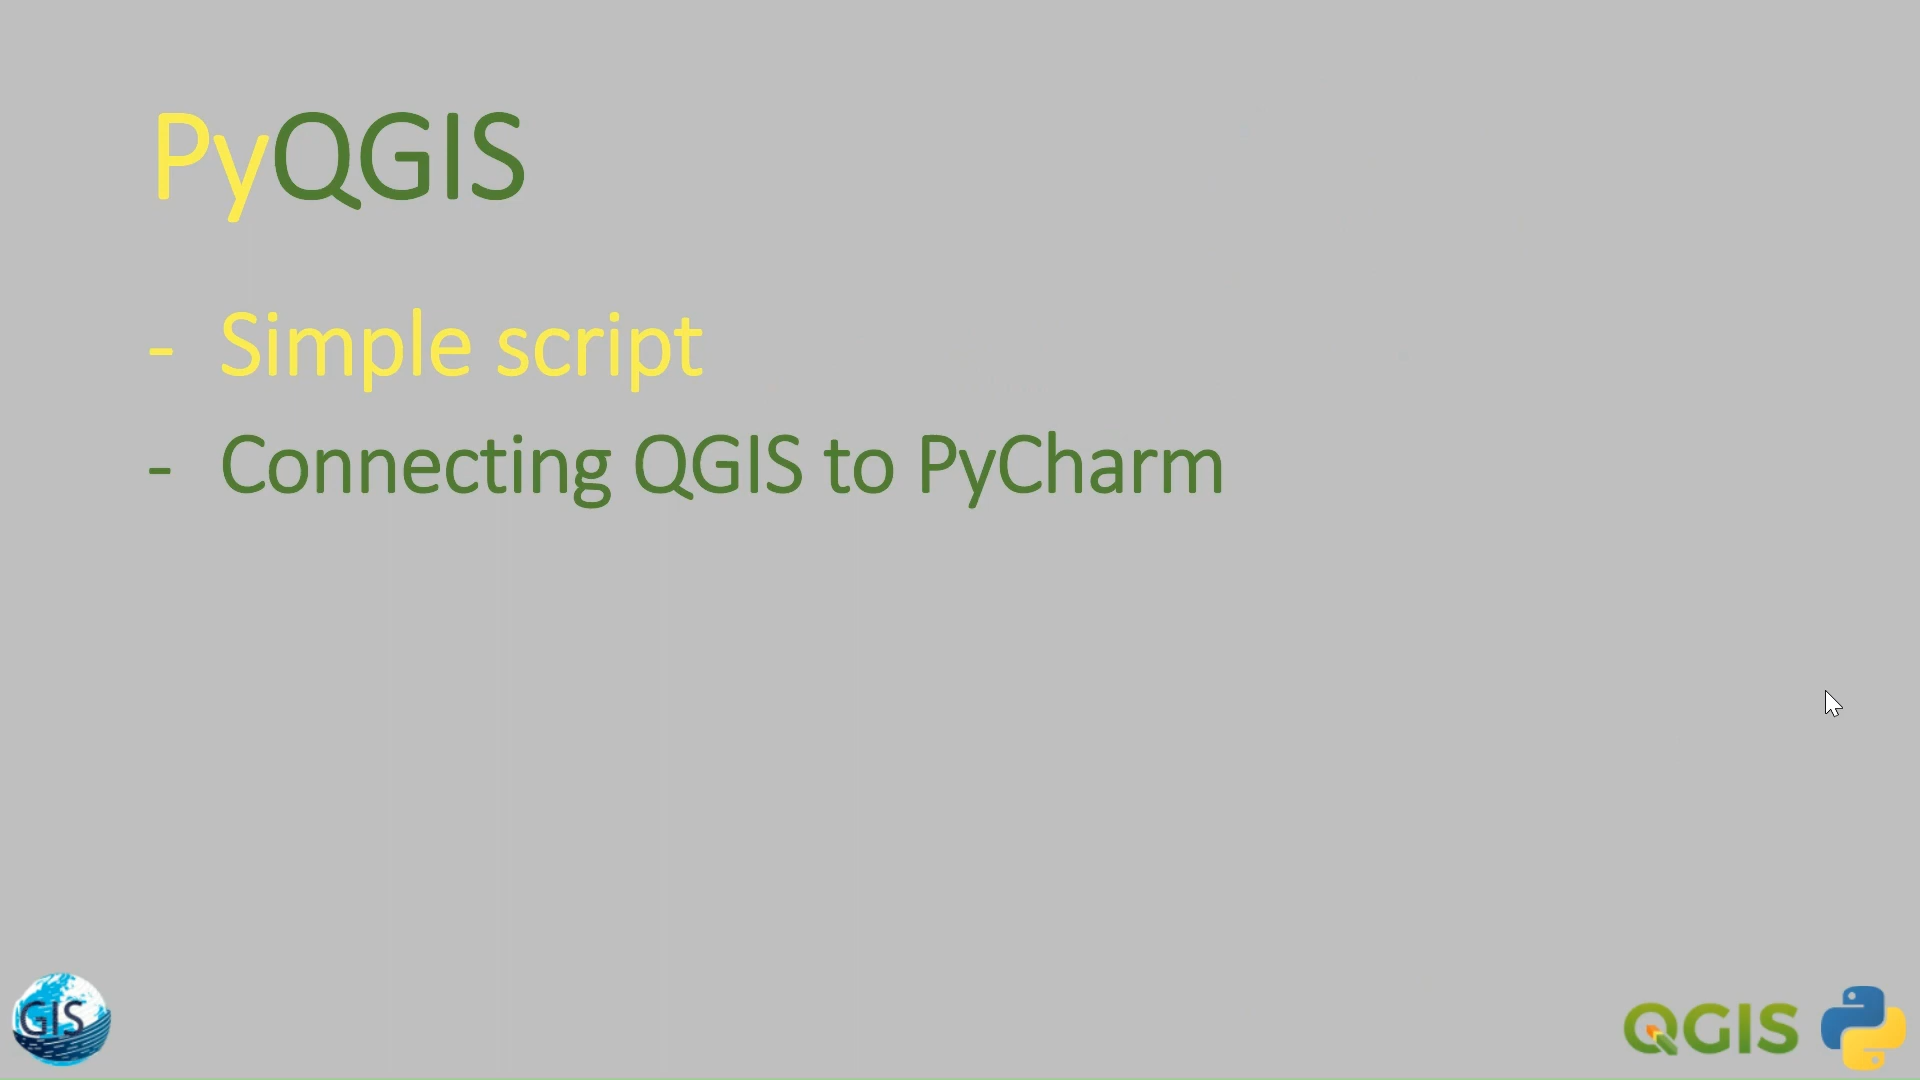 PyQGIS
- Simple script
- Connecting QGIS to PyCharm
GIS
QGIS